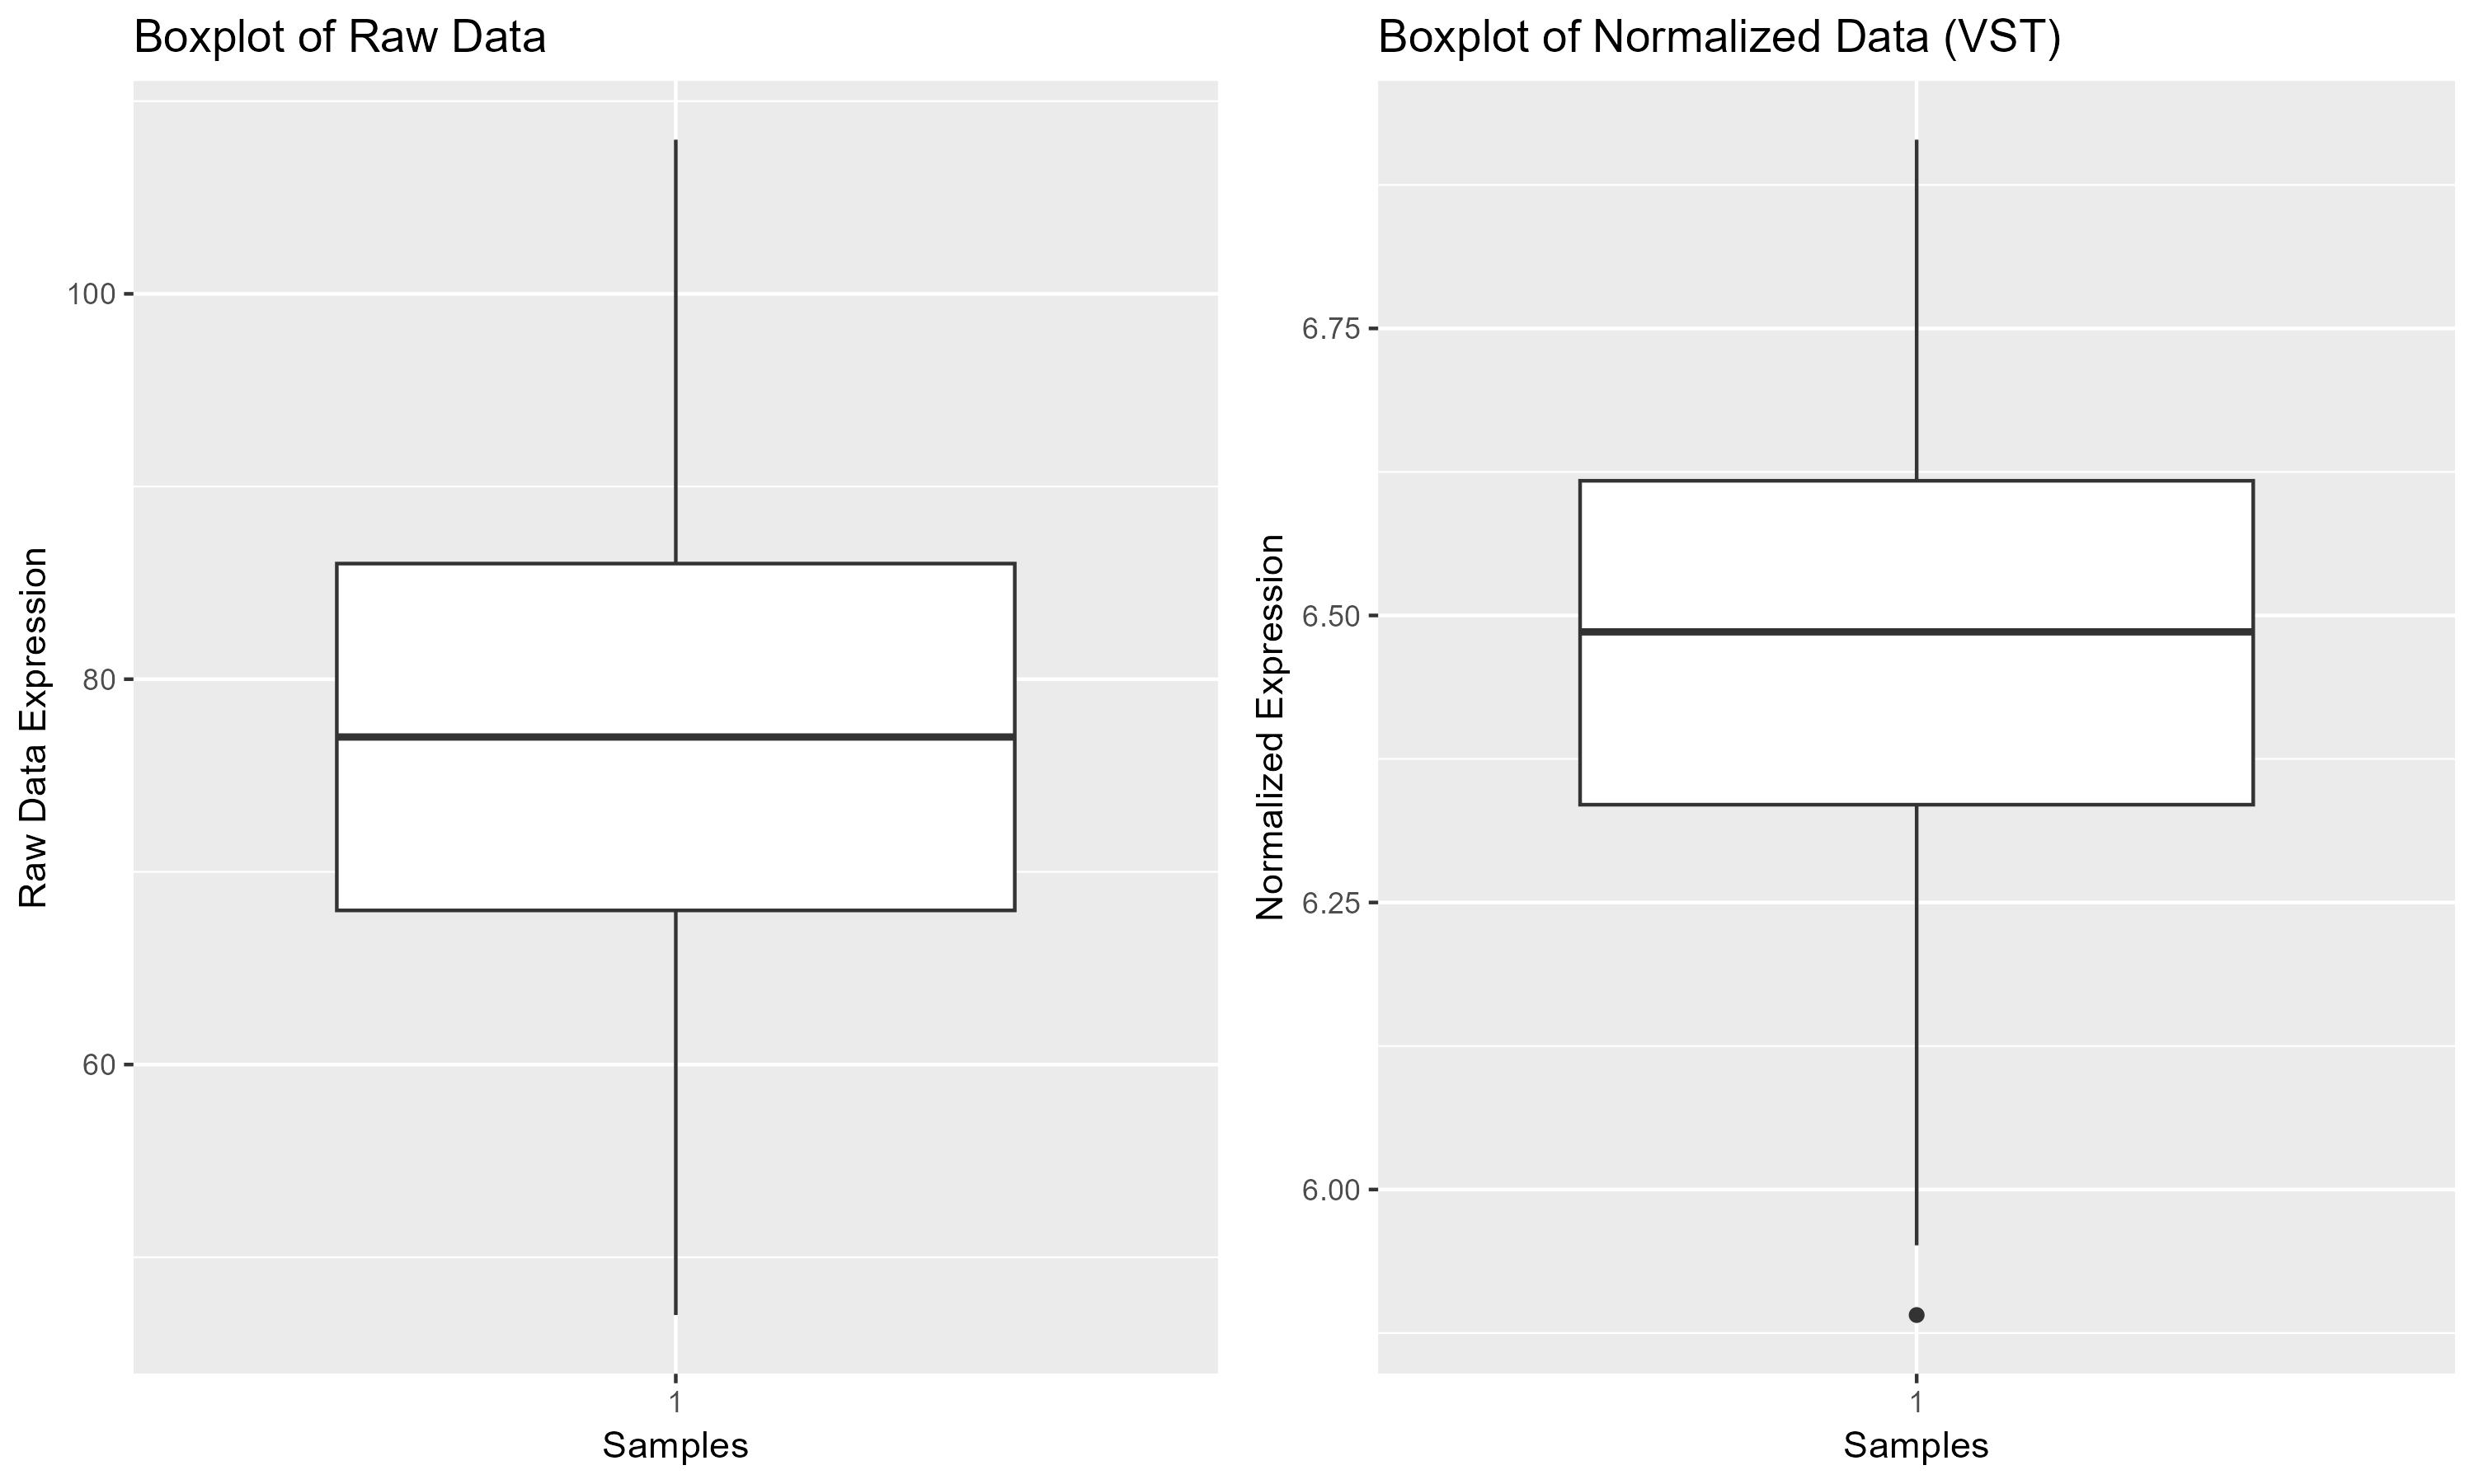 Boxplot of Raw Data
Raw Data Expression
100
80
60
1
Samples
Boxplot of Normalized Data (VST)
Normalized Expression
6.75
6.50
6.25
6.00
1
Samples